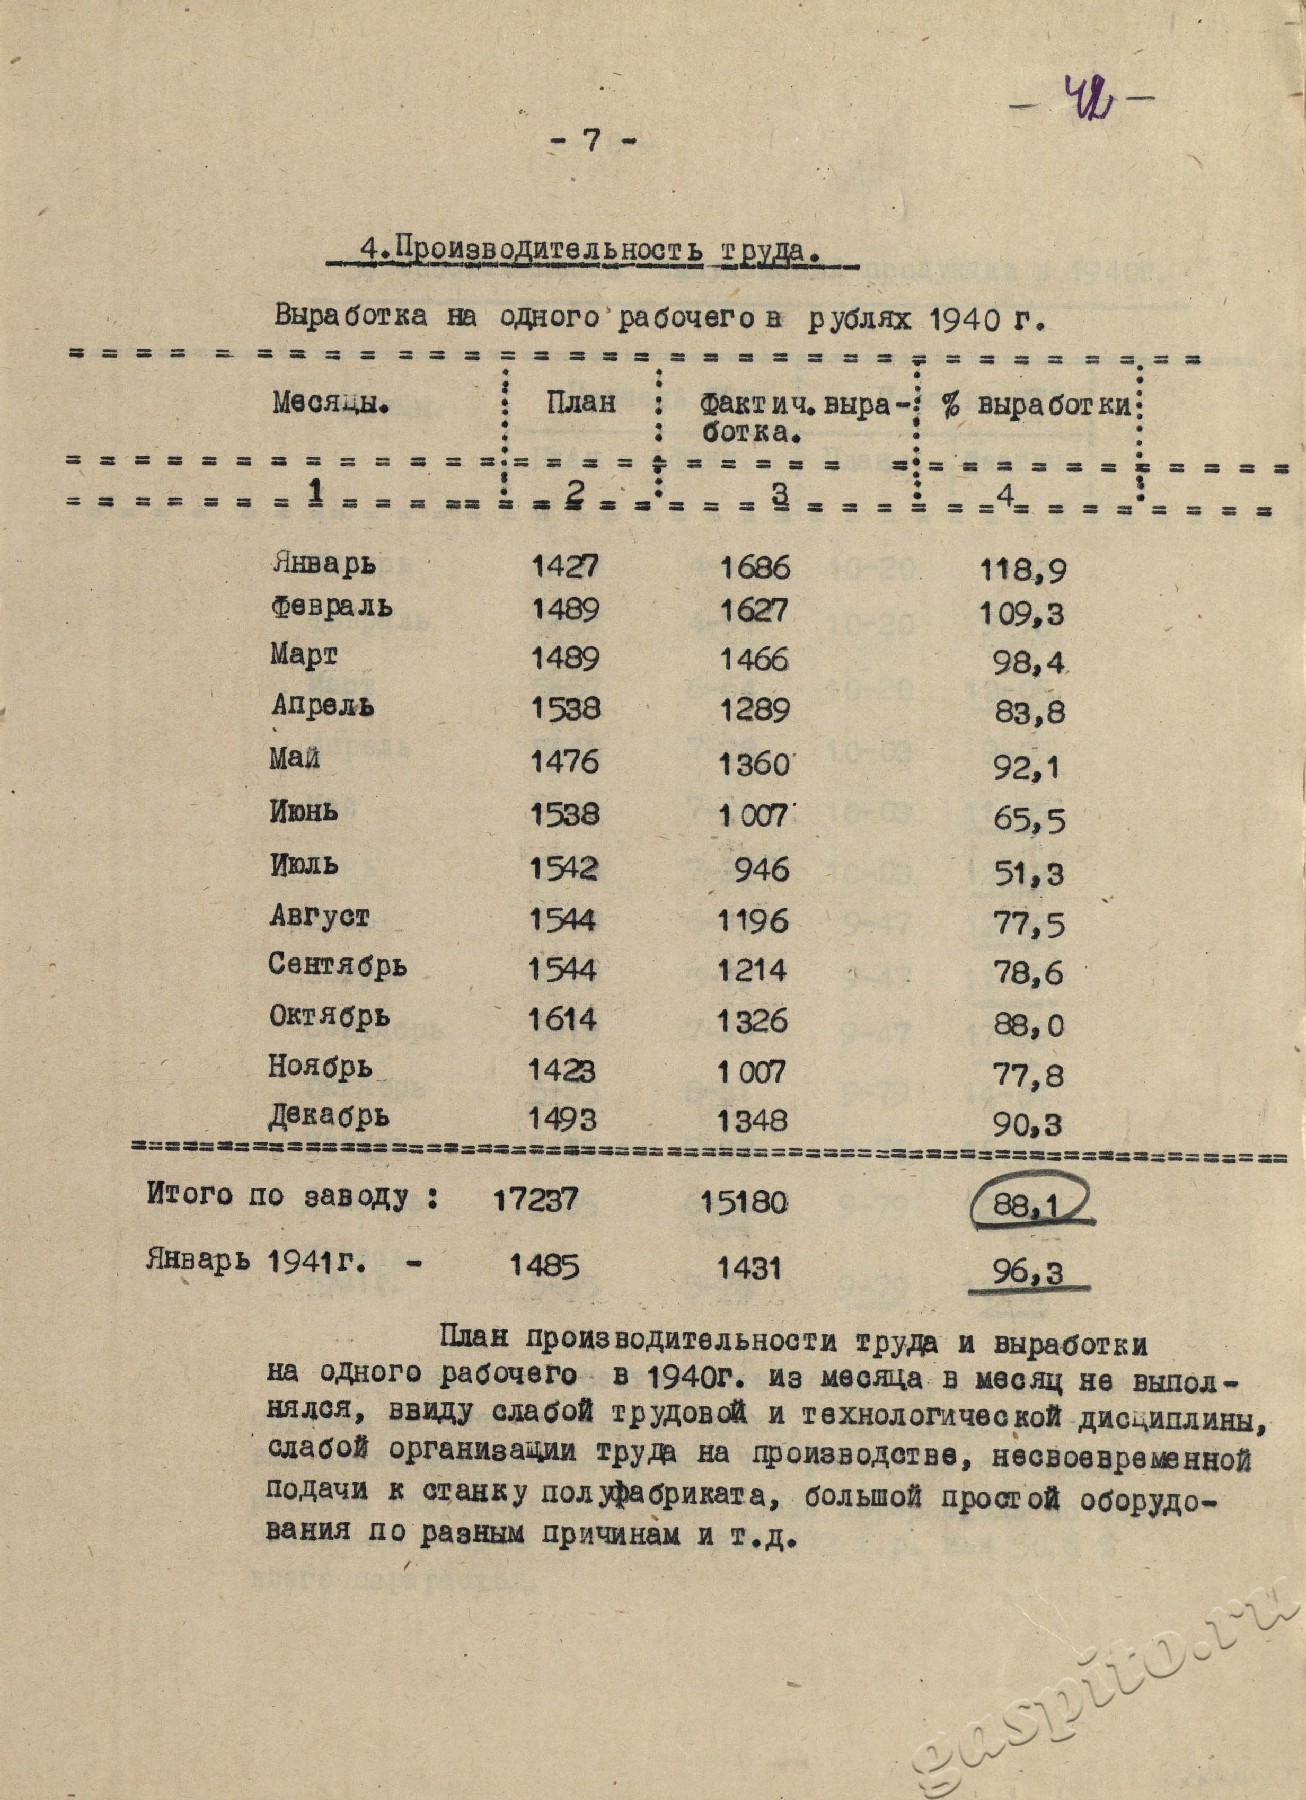 - 42 -
- 7 -
4.Производительность труда.
Выработка на одного рабочего в рублях 1940 г.
Месяцы. План Фактич.выра- % выработки
ботка.
1 2 3 4
Январь 1427 1686 118,9
Февраль 1489 1627 109,3
Март 1489 1466 98,4
Апрель 1538 1289 83,8
Май 1476 1360 92,1
Июнь 1538 1007 65,5
Июль 1542 946 51,3
Август 1544 1196 77,5
Сентябрь 1544 1214 78,6
Октябрь 1614 1326 88,0
Ноябрь 1423 1007 77,8
Декабрь 1493 1348 90,3
Итого по заводу : 17237 15180 88,1
Январь 1941г. - 1485 1431 96,3
План производительности труда и выработки
на одного рабочего в 1940г. из месяца в месяц не выпол-
нялся, ввиду слабой трудовой и технологической дисциплины,
слабой организации труда на производстве, несвоевременной
подачи к станку полуфабриката, большой простой оборудо-
вания по разным причинам и т.д.
gaspito.ru